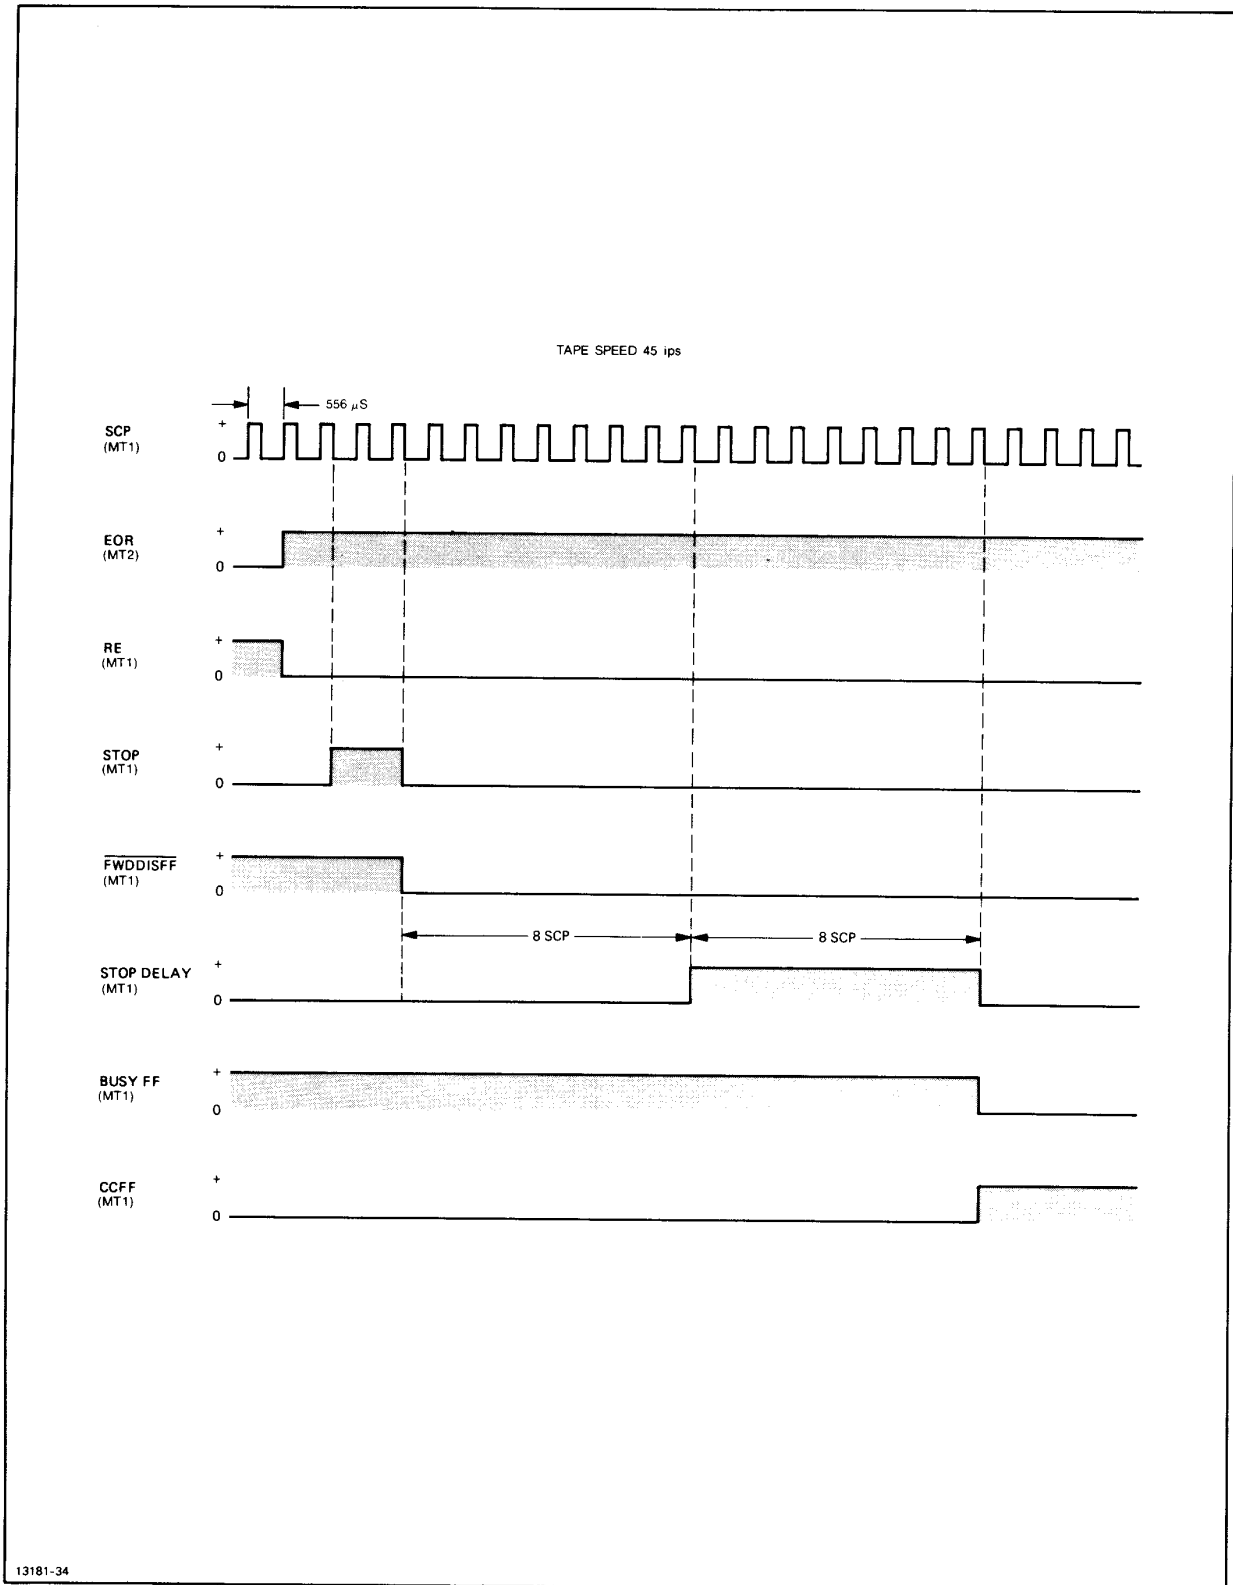 TAPE SPEED 45 ips
556 μS
SCP
(MT1)
+
0
EOR
(MT2)
+
0
RE
(MT1)
+
0
STOP
(MT1)
+
0
FWDDISFF
(MT1)
+
0
8 SCP
8 SCP
STOP DELAY
(MT1)
+
0
BUSY FF
(MT1)
+
0
CCFF
(MT1)
+
0
13181-34